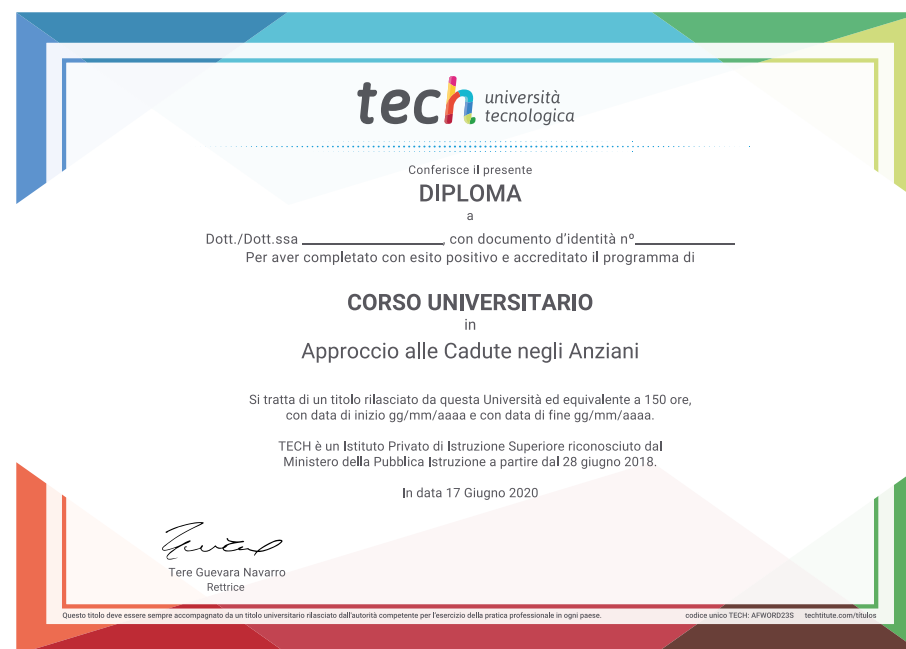 tech università
tecnologica
Conferisce il presente
DIPLOMA
a
Dott./Dott.ssa ____________________, con documento d'identità nº______________
Per aver completato con esito positivo e accreditato il programma di
CORSO UNIVERSITARIO
in
Approccio alle Cadute negli Anziani
Si tratta di un titolo rilasciato da questa Università ed equivalente a 150 ore,
con data di inizio gg/mm/aaaa e con data di fine gg/mm/aaaa.
TECH è un Istituto Privato di Istruzione Superiore riconosciuto dal
Ministero della Pubblica Istruzione a partire dal 28 giugno 2018.
In data 17 Giugno 2020
Tere Guevara Navarro
Rettrice
Questo titolo deve essere sempre accompagnato da un titolo universitario rilasciato dall'autorità competente per l'esercizio della pratica professionale in ogni paese. codice unico TECH: AFWORD23S techtitute.com/titulos